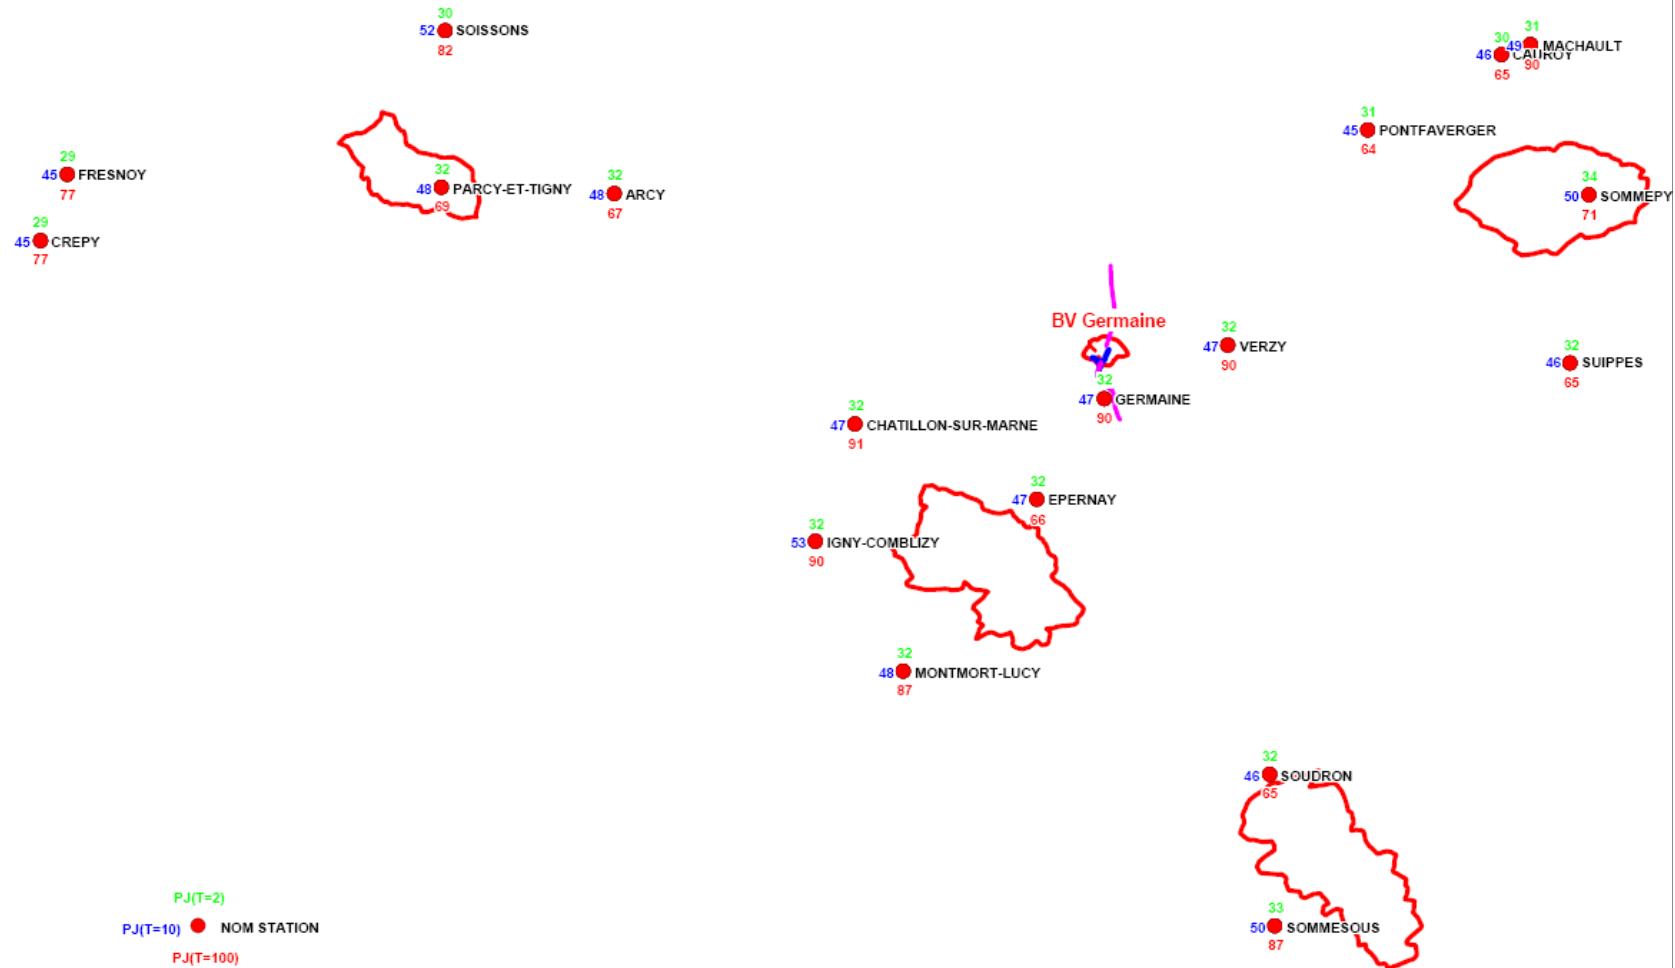 30
52 SOISSONS
82
31
49 MACHAULT
90
30
46 CAUROY
65
31
45 PONTFAVERGER
64
29
45 FRESNOY
77
32
48 PARCY-ET-TIGNY
69
32
48 ARCY
67
34
50 SOMMEPY
71
29
45 CREPY
77
BV Germaine
32
47 VERZY
90
32
46 SUIPPES
65
32
47 GERMAINE
90
32
47 CHATILLON-SUR-MARNE
91
32
47 EPERNAY
66
32
53 IGNY-COMBLIZY
90
32
48 MONTMORT-LUCY
87
32
46 SOUDRON
65
33
50 SOMMESOUS
87
PJ(T=2)
PJ(T=10) NOM STATION
PJ(T=100)